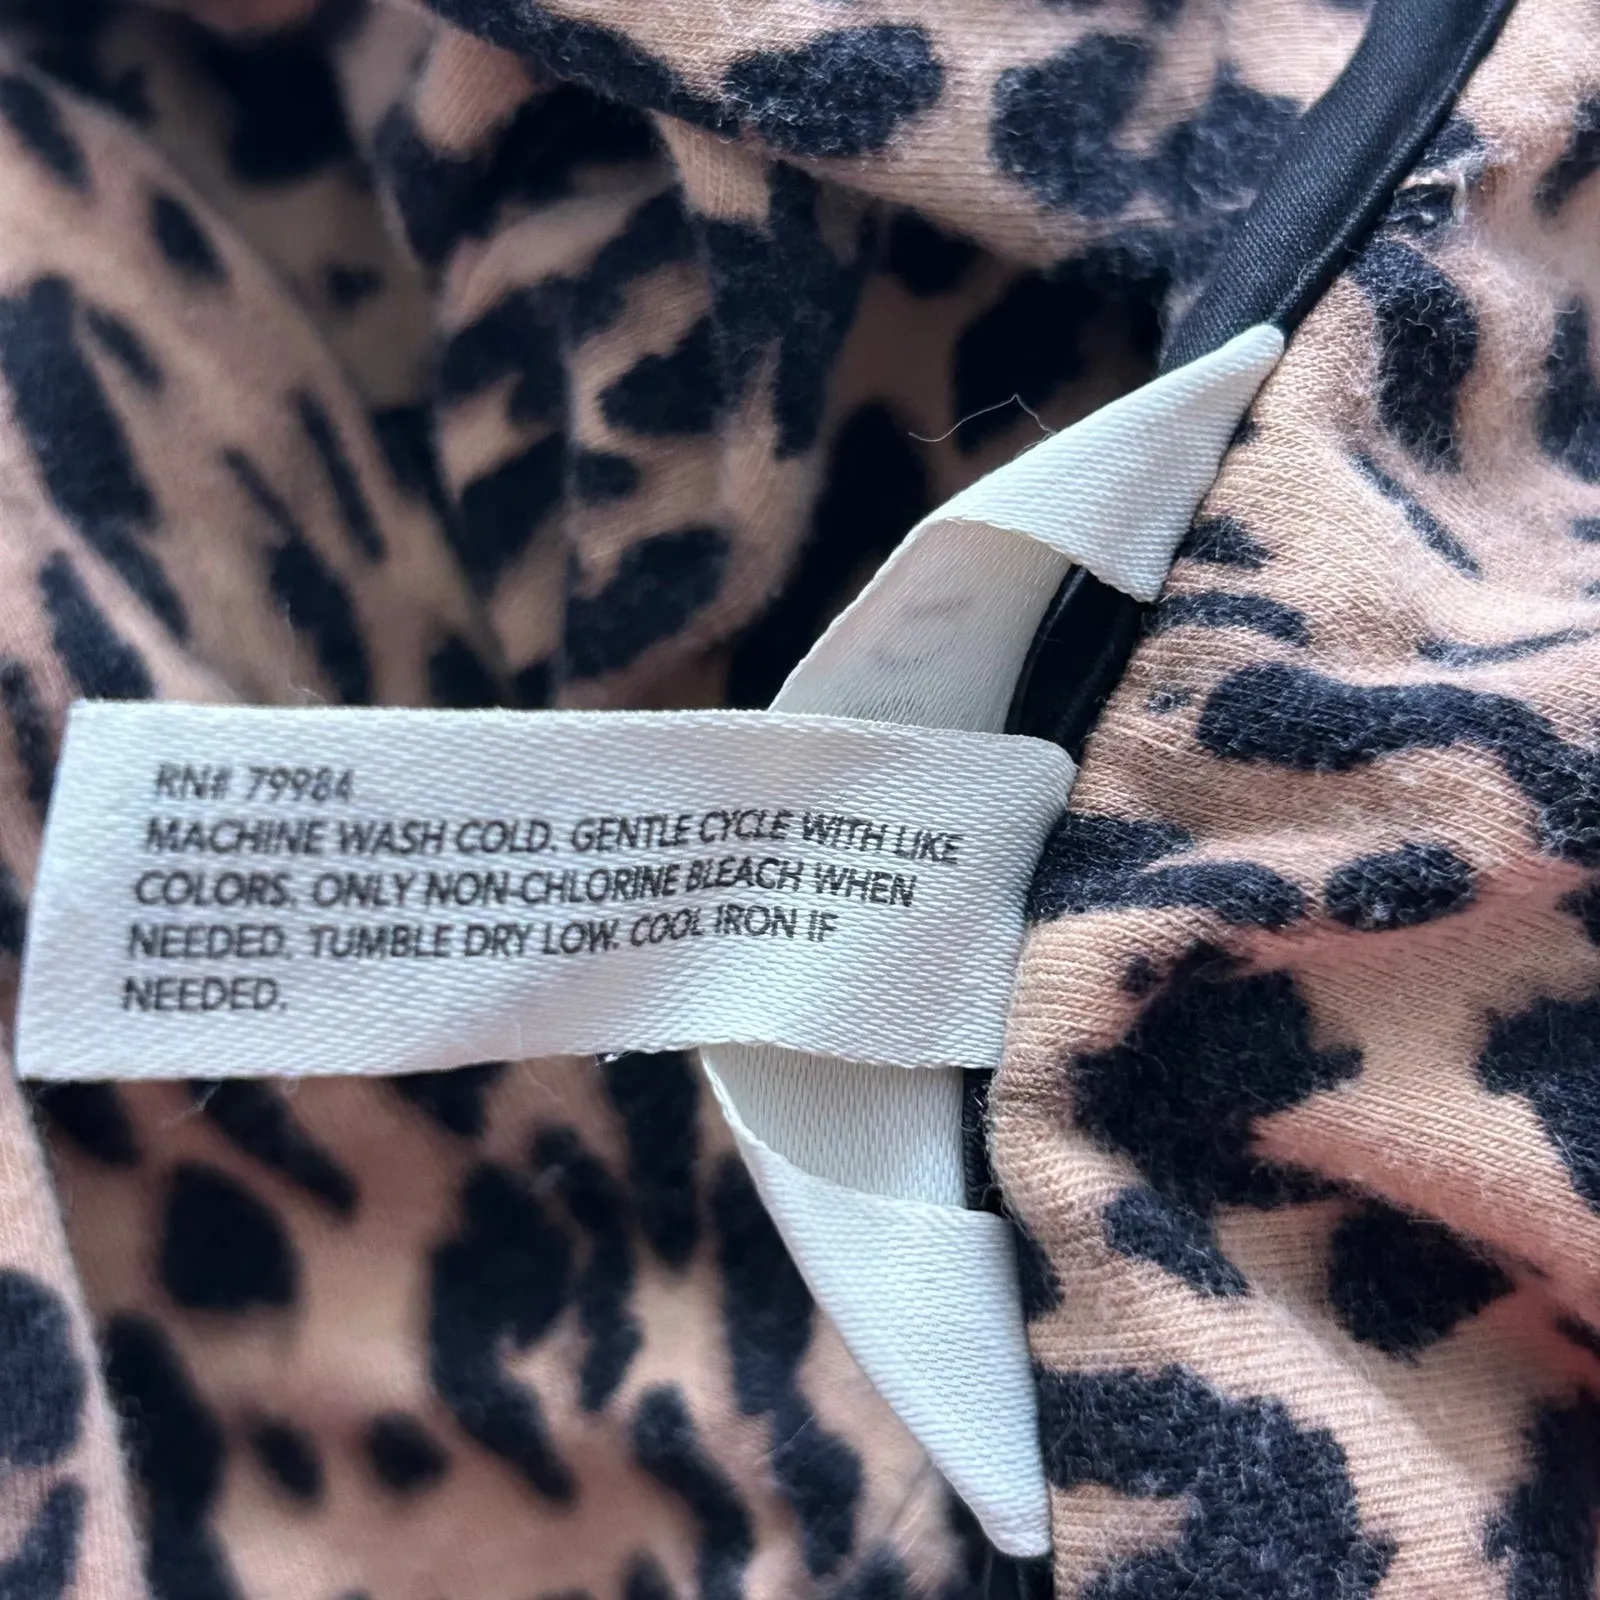 RN# 79984
MACHINE WASH COLD. GENTLE CYCLE WITH LIKE
COLORS. ONLY NON-CHLORINE BLEACH WHEN
NEEDED. TUMBLE DRY LOW. COOL IRON IF
NEEDED.